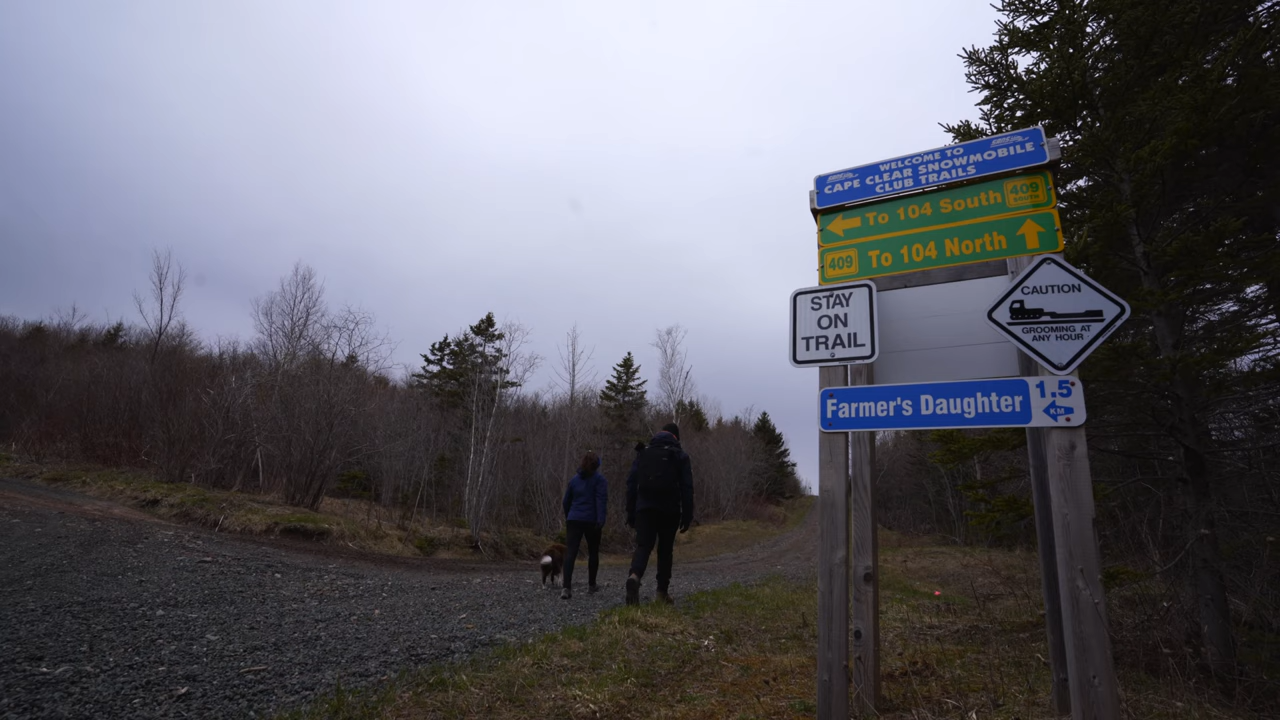 WELCOME TO
CAPE CLEAR SNOWMOBILE
CLUB TRAILS
To 104 South 409
SOUTH
409 To 104 North
STAY
ON
TRAIL
CAUTION
GROOMING AT
ANY HOUR
Farmer's Daughter 1.5
KM